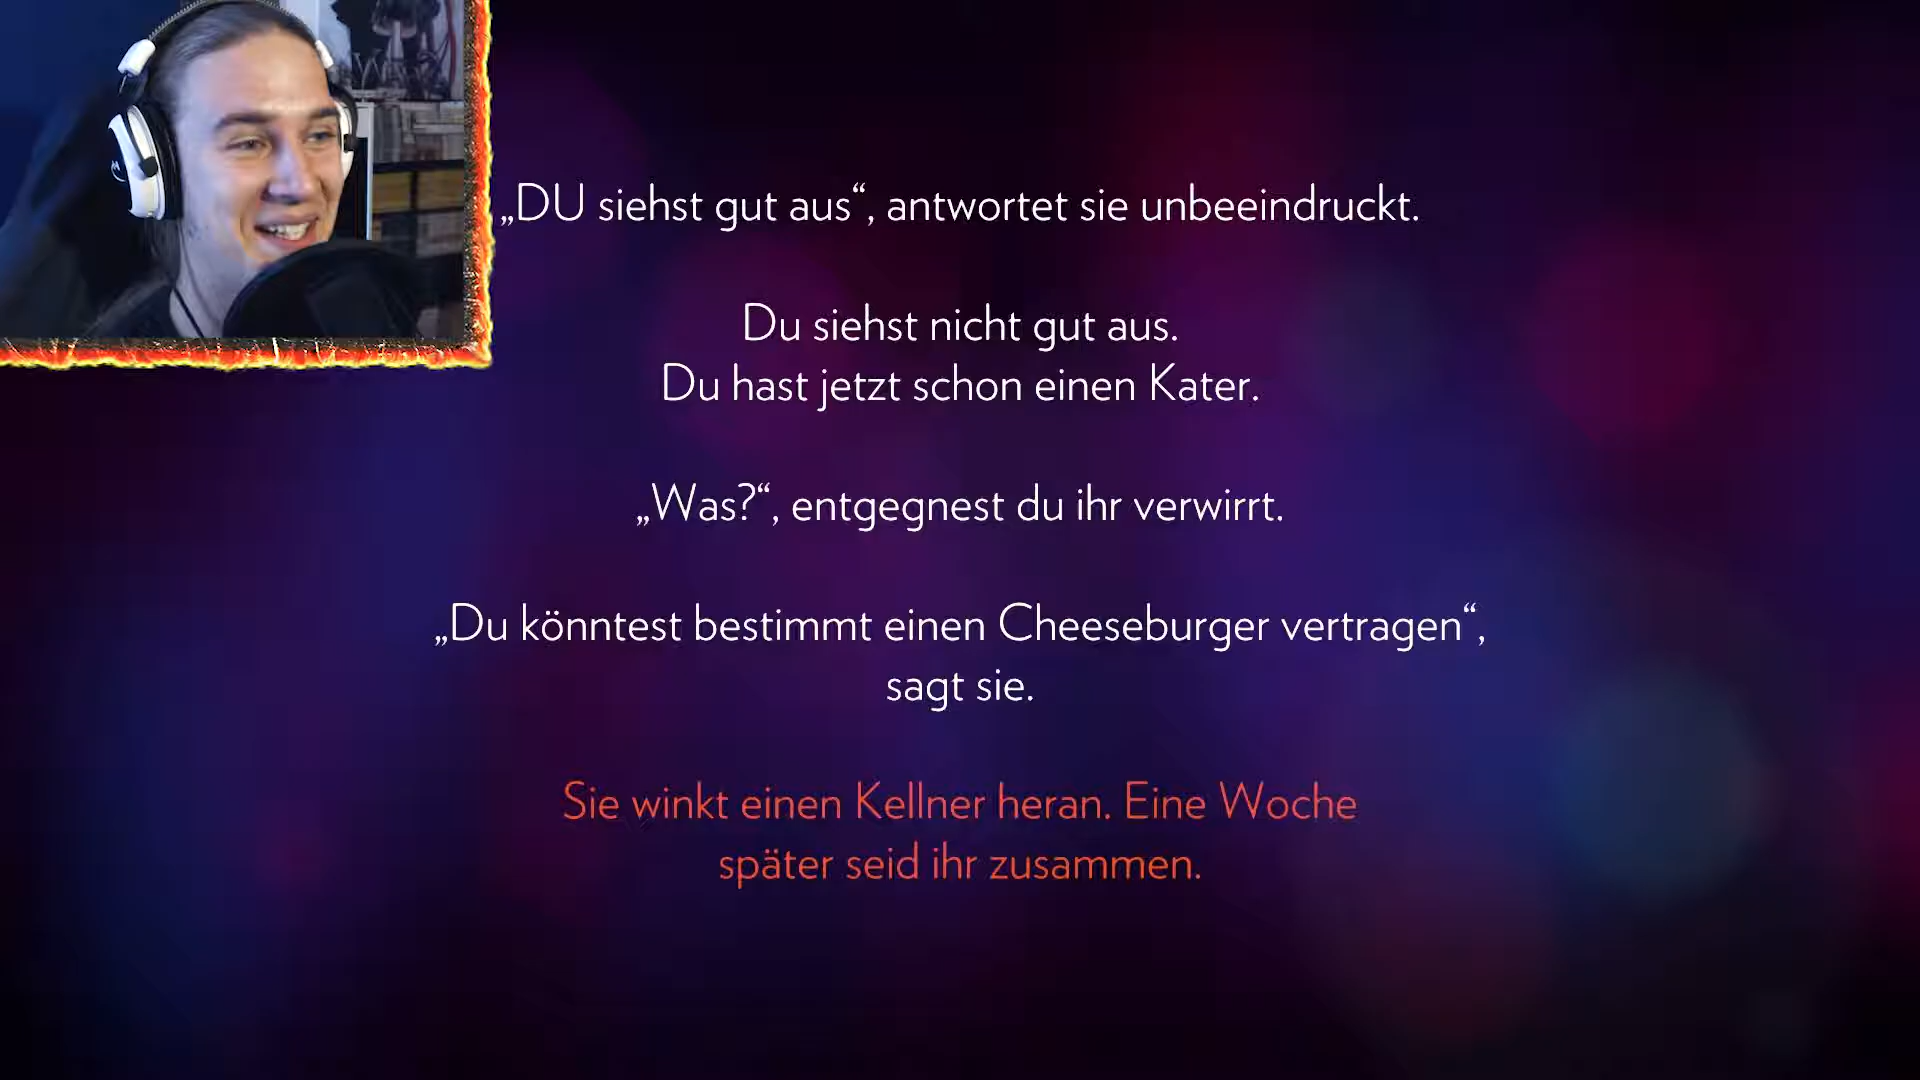 „DU siehst gut aus“, antwortet sie unbeeindruckt.
Du siehst nicht gut aus.
Du hast jetzt schon einen Kater.
„Was?“, entgegnest du ihr verwirrt.
„Du könntest bestimmt einen Cheeseburger vertragen“,
sagt sie.
Sie winkt einen Kellner heran. Eine Woche
später seid ihr zusammen.